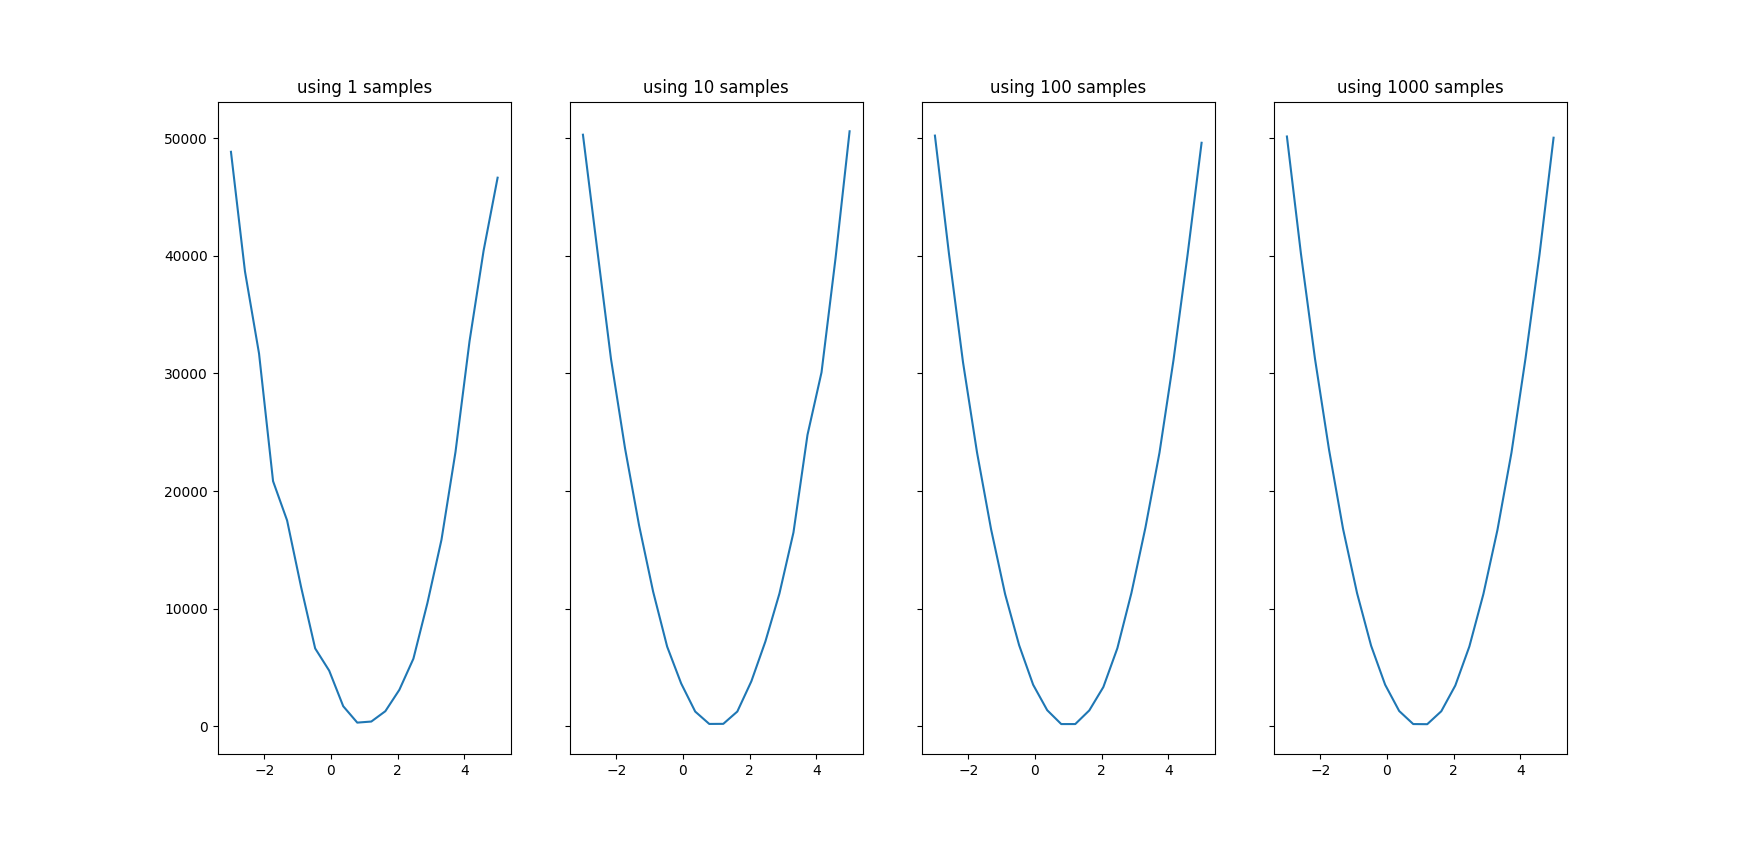 using 1 samples
using 10 samples
using 100 samples
using 1000 samples
50000
40000
30000
20000
10000
0
−2 0 2 4
−2 0 2 4
−2 0 2 4
−2 0 2 4